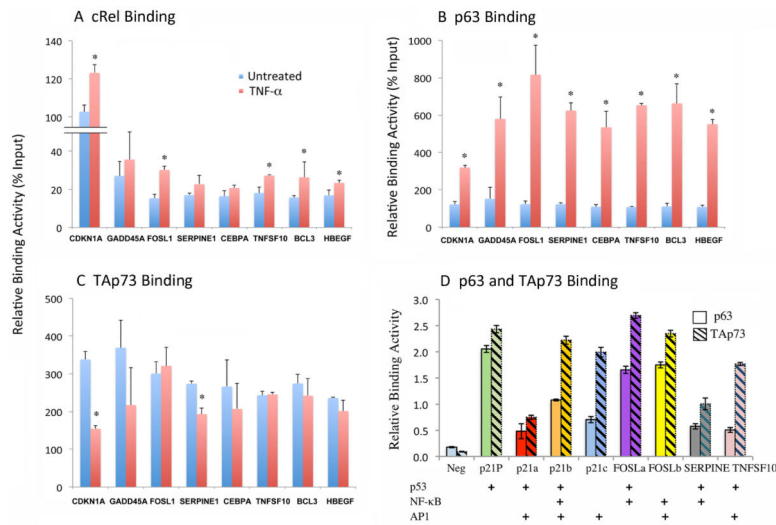 A cRel Binding
140
120
100
60
40
20
0
Untreated
TNF-α
*
*
*
*
*
CDKN1A GADD45A FOSL1 SERPINE1 CEBPA TNFSF10 BCL3 HBEGF
B p63 Binding
Relative Binding Activity (% Input)
1000
800
600
400
200
0
* * * * * * * *
CDKN1A GADD45A FOSL1 SERPINE1 CEBPA TNFSF10 BCL3 HBEGF
Relative Binding Activity (% Input)
C TAp73 Binding
500
400
300
200
100
0
* *
CDKN1A GADD45A FOSL1 SERPINE1 CEBPA TNFSF10 BCL3 HBEGF
D p63 and TAp73 Binding
Relative Binding Activity
3.0
2.5
2.0
1.5
1.0
0.5
0.0
p63
TAp73
Neg p21P p21a p21b p21c FOSLa FOSLb SERPINE TNFSF10
p53 + + + +
NF-κB + + + +
AP1 + + + + +